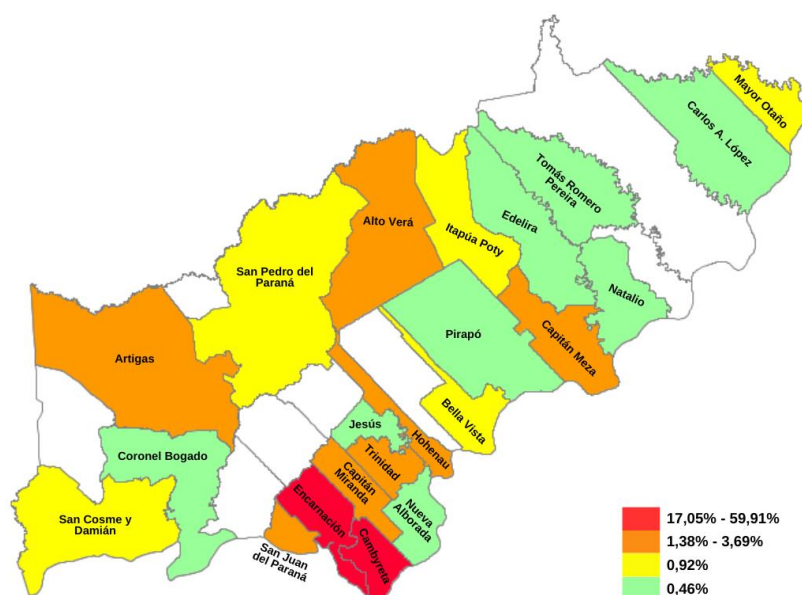 Mayor Otaño
Carlos A. López
Tomás Romero
Pereira
Edelira
Itapúa Poty
Alto Verá
San Pedro del
Paraná
Natalio
Capitán Meza
Pirapó
Artigas
Bella Vista
Hohenau
Jesús
Trinidad
Capitán
Miranda
Coronel Bogado
Nueva
Alborada
Encarnación
Cambyreta
San Cosme y
Damián
San Juan
del Paraná
17,05% - 59,91%
1,38% - 3,69%
0,92%
0,46%